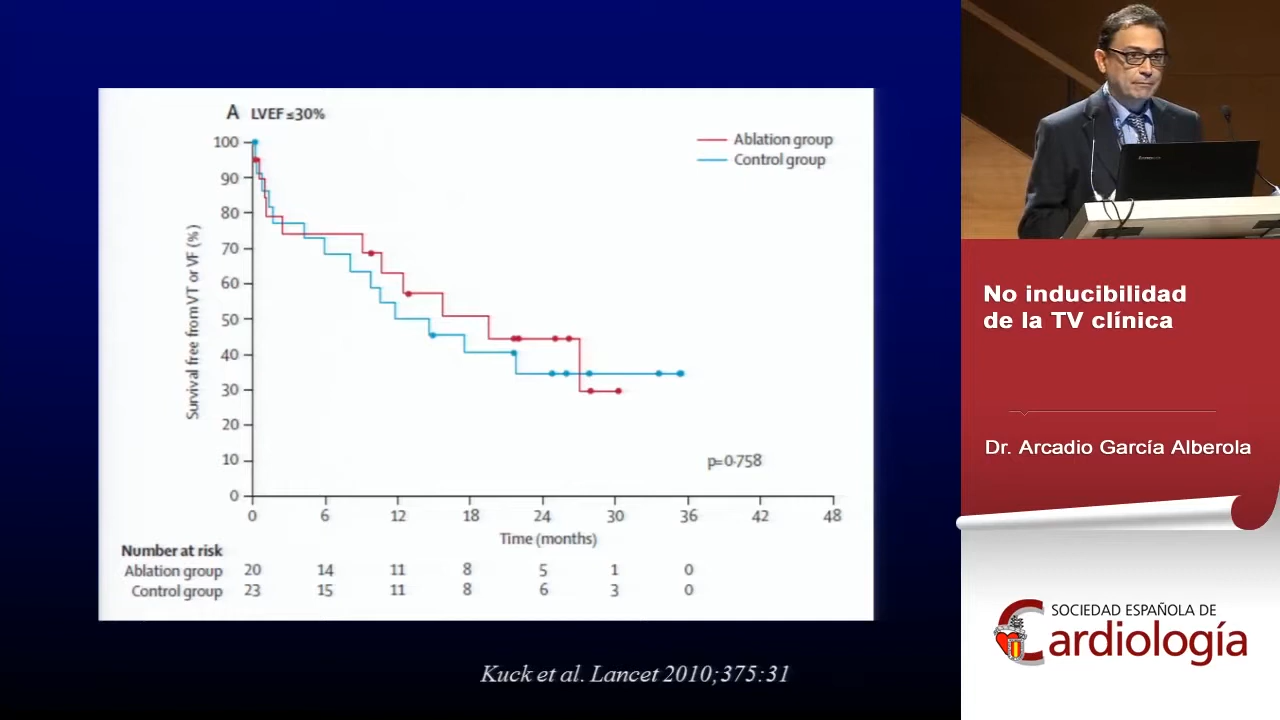 A LVEF ≤30%
Ablation group
Control group
Survival free from VT or VF (%)
100
90
80
70
60
50
40
30
20
10
0
p=0·758
0 6 12 18 24 30 36 42 48
Time (months)
Number at risk
Ablation group 20 14 11 8 5 1 0
Control group 23 15 11 8 6 3 0
Kuck et al. Lancet 2010;375:31
No inducibilidad
de la TV clínica
Dr. Arcadio García Alberola
SOCIEDAD ESPAÑOLA DE
Cardiología